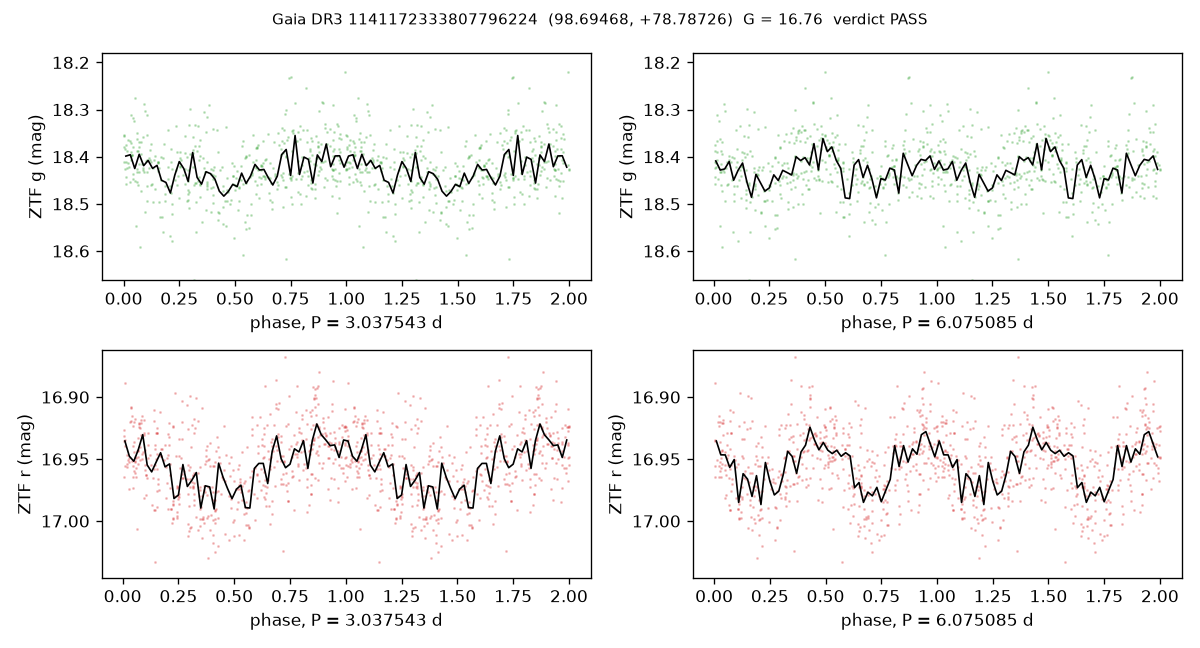 Gaia DR3 1141172333807796224  (98.69468, +78.78726)  G = 16.76  verdict PASS
ZTF g (mag)
18.2
18.3
18.4
18.5
18.6
0.00 0.25 0.50 0.75 1.00 1.25 1.50 1.75 2.00
phase, P = 3.037543 d
ZTF g (mag)
18.2
18.3
18.4
18.5
18.6
0.00 0.25 0.50 0.75 1.00 1.25 1.50 1.75 2.00
phase, P = 6.075085 d
ZTF r (mag)
16.90
16.95
17.00
0.00 0.25 0.50 0.75 1.00 1.25 1.50 1.75 2.00
phase, P = 3.037543 d
ZTF r (mag)
16.90
16.95
17.00
0.00 0.25 0.50 0.75 1.00 1.25 1.50 1.75 2.00
phase, P = 6.075085 d